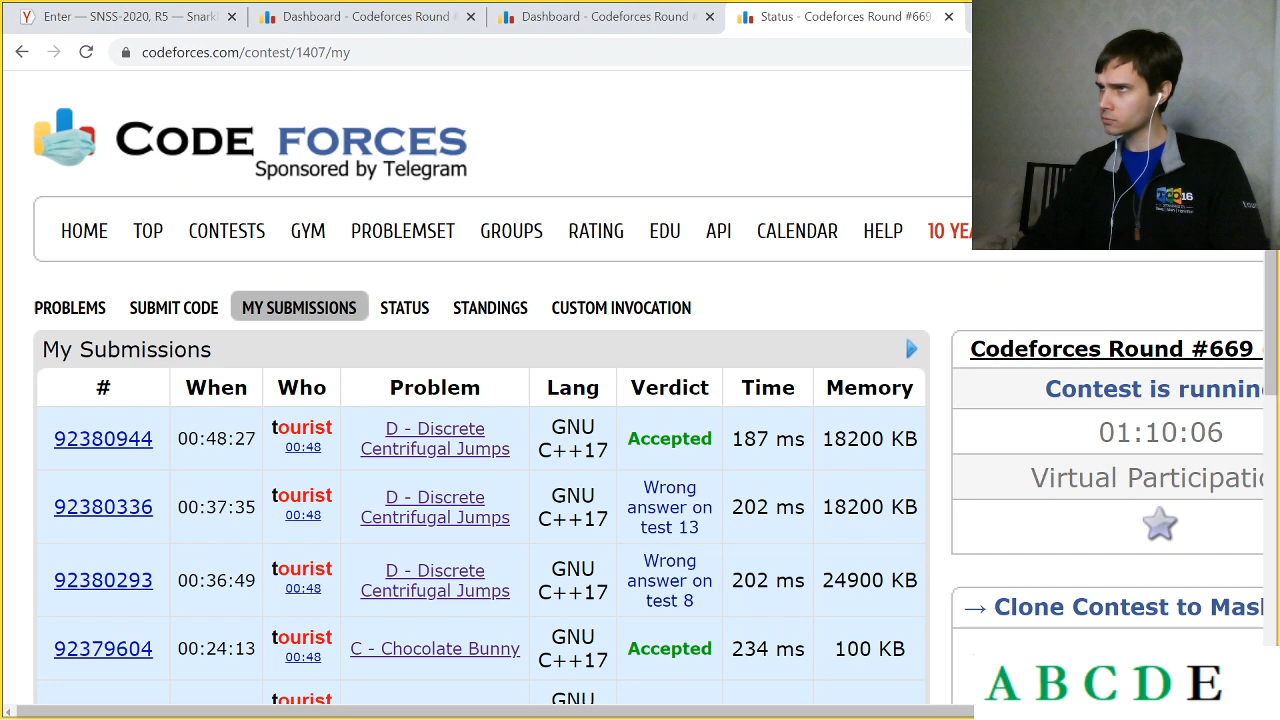 Enter — SNSS-2020, R5 — Snark
Dashboard - Codeforces Round
Dashboard - Codeforces Round
Status - Codeforces Round #669
codeforces.com/contest/1407/my
CODE FORCES
Sponsored by Telegram
HOME TOP CONTESTS GYM PROBLEMSET GROUPS RATING EDU API CALENDAR HELP 10 YEA
TCO16
PROBLEMS SUBMIT CODE MY SUBMISSIONS STATUS STANDINGS CUSTOM INVOCATION
My Submissions
# When Who Problem Lang Verdict Time Memory
92380944 00:48:27 tourist 00:48 D - Discrete Centrifugal Jumps GNU C++17 Accepted 187 ms 18200 KB
92380336 00:37:35 tourist 00:48 D - Discrete Centrifugal Jumps GNU C++17 Wrong answer on test 13 202 ms 18200 KB
92380293 00:36:49 tourist 00:48 D - Discrete Centrifugal Jumps GNU C++17 Wrong answer on test 8 202 ms 24900 KB
92379604 00:24:13 tourist 00:48 C - Chocolate Bunny GNU C++17 Accepted 234 ms 100 KB
tourist GNU
Codeforces Round #669
Contest is running
01:10:06
Virtual Participatio
→ Clone Contest to Mash
A B C D E